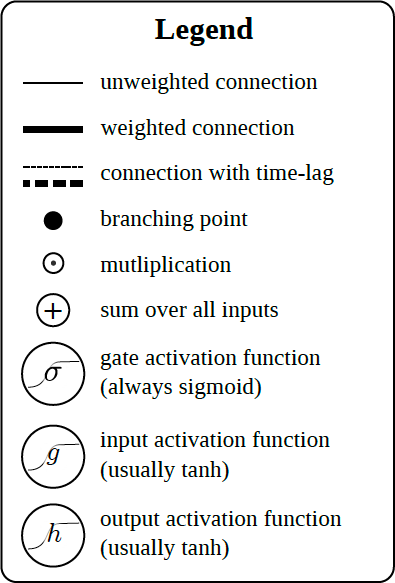 Legend
unweighted connection
weighted connection
connection with time-lag
branching point
mutliplication
+ sum over all inputs
σ gate activation function
(always sigmoid)
g input activation function
(usually tanh)
h output activation function
(usually tanh)